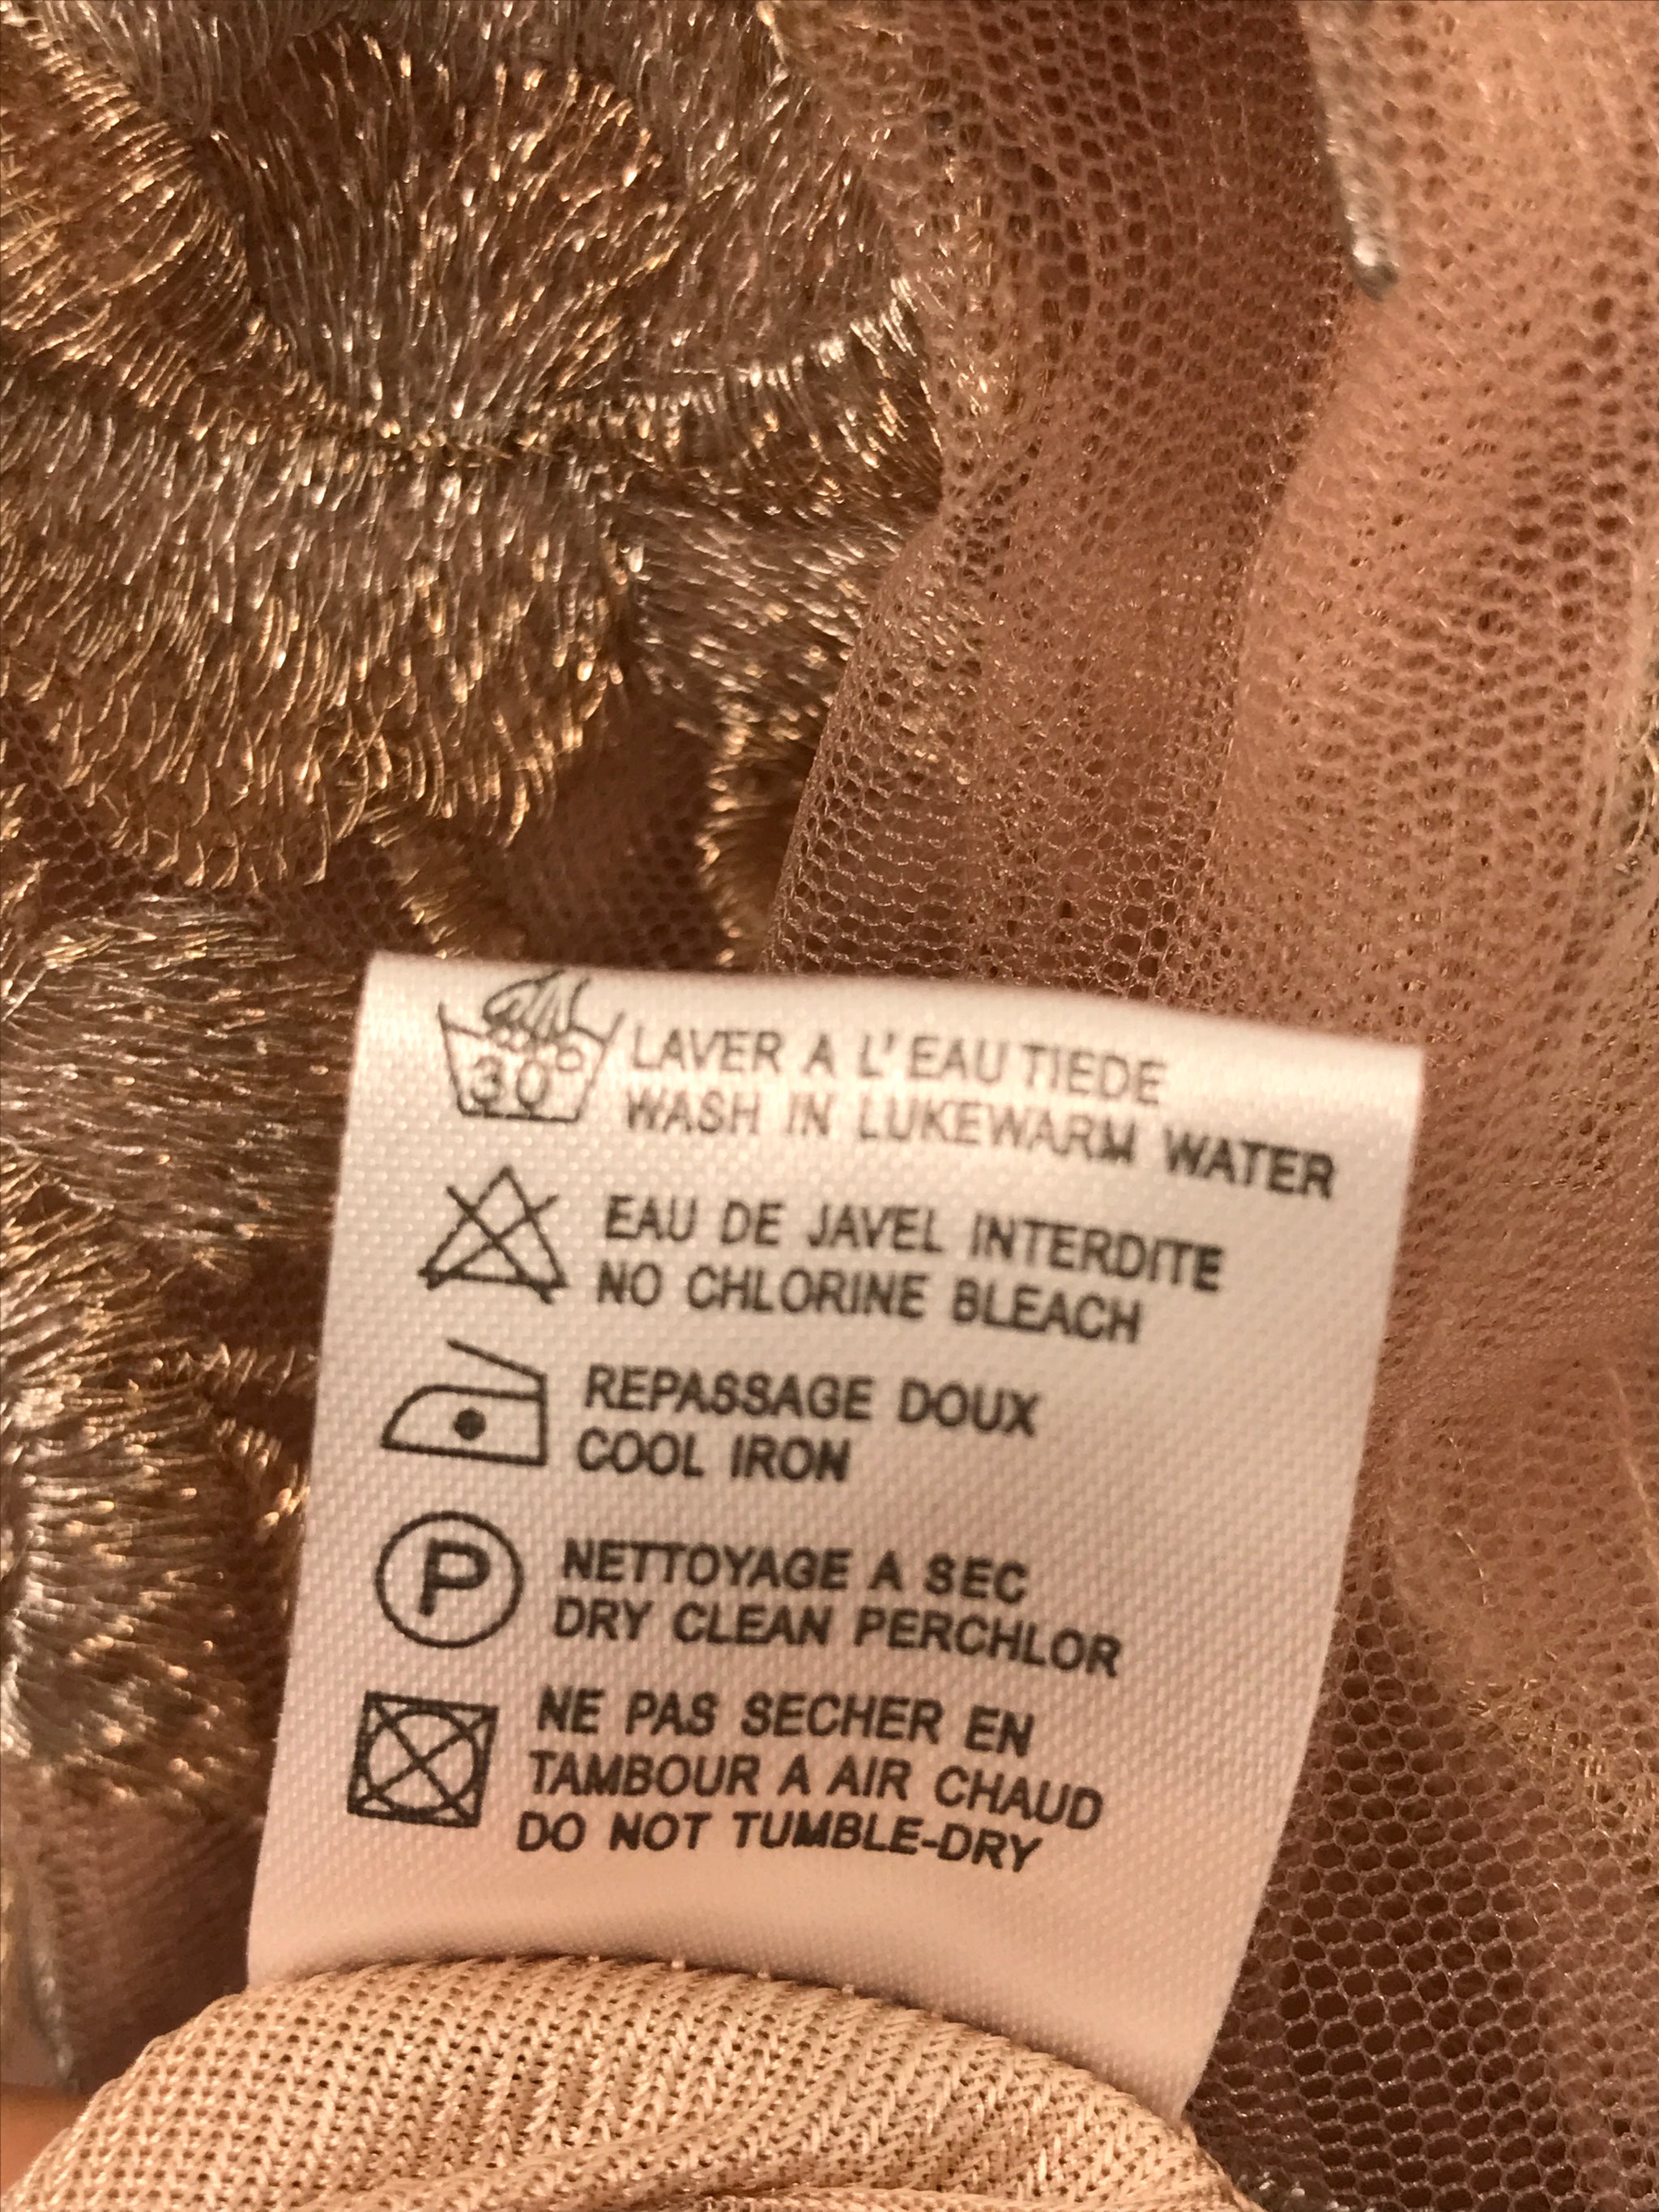 30°
LAVER A L'EAU TIEDE
WASH IN LUKEWARM WATER
EAU DE JAVEL INTERDITE
NO CHLORINE BLEACH
REPASSAGE DOUX
COOL IRON
P
NETTOYAGE A SEC
DRY CLEAN PERCHLOR
NE PAS SECHER EN
TAMBOUR A AIR CHAUD
DO NOT TUMBLE-DRY